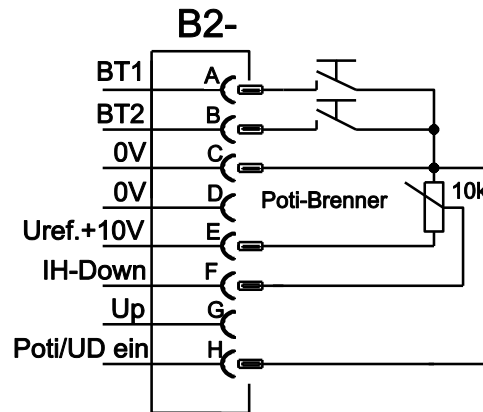 B2-
BT1 A
BT2 B
0V C
0V D Poti-Brenner 10k
Uref.+10V E
IH-Down F
Up G
Poti/UD ein H